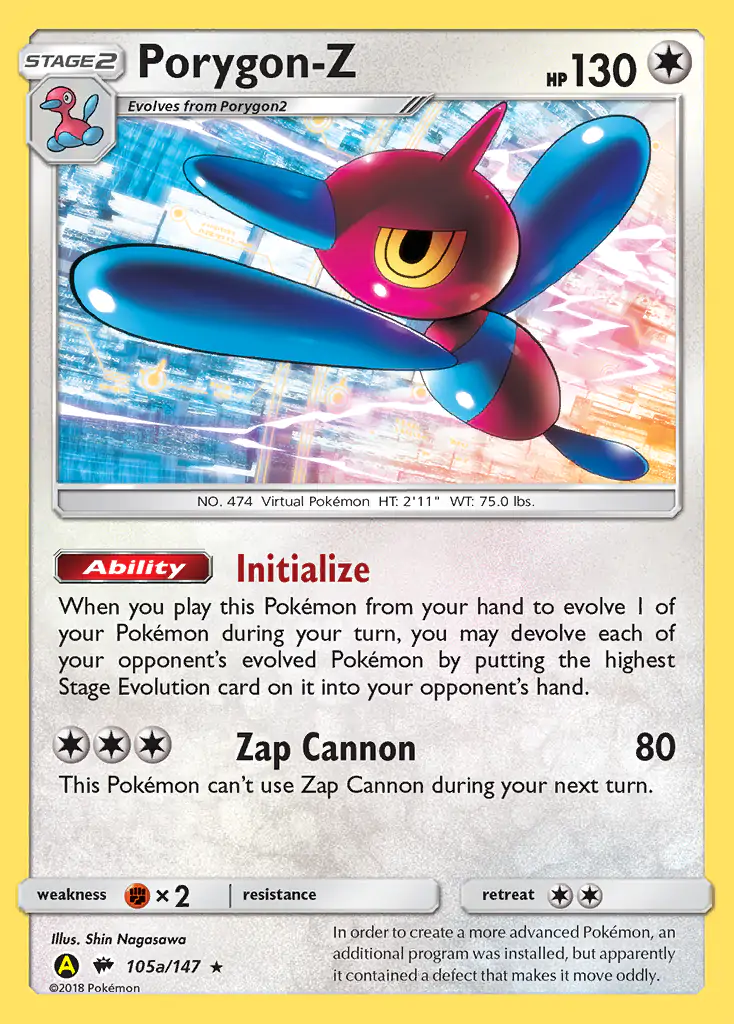 STAGE2
Porygon-Z
HP 130
Evolves from Porygon2
NO. 474 Virtual Pokémon HT: 2'11" WT: 75.0 lbs.
Ability Initialize
When you play this Pokémon from your hand to evolve 1 of
your Pokémon during your turn, you may devolve each of
your opponent's evolved Pokémon by putting the highest
Stage Evolution card on it into your opponent's hand.
Zap Cannon 80
This Pokémon can't use Zap Cannon during your next turn.
weakness × 2 resistance retreat
Illus. Shin Nagasawa
A 105a/147 ★
©2018 Pokémon
In order to create a more advanced Pokémon, an
additional program was installed, but apparently
it contained a defect that makes it move oddly.